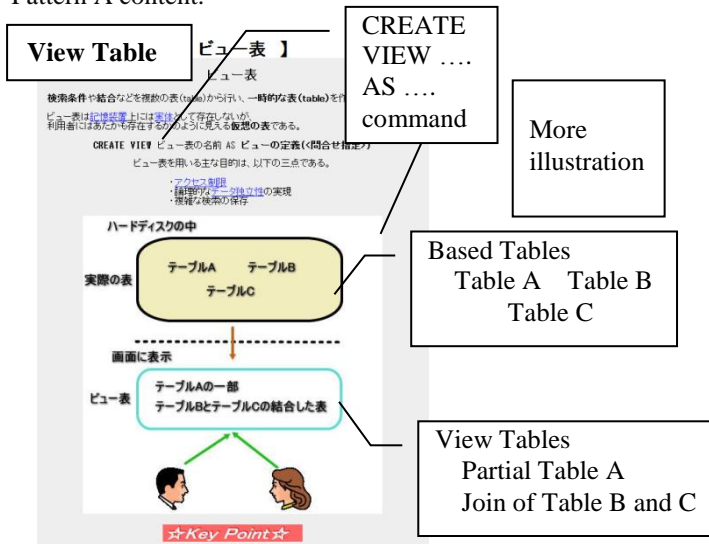 Pattern A content.
View Table
ビュー表 】
CREATE
VIEW ….
AS ….
command
More
illustration
ビュー表
検索条件や結合などを複数の表(table)から行い、一時的な表(table)を作
ビュー表は記憶装置上には実体として存在しないが、
利用者にはあたかも存在するかのように見える仮想の表である。
CREATE VIEW ビュー表の名前 AS ビューの定義(<問合せ指定>)
ビュー表を用いる主な目的は、以下の三点である。
・アクセス制限
・論理的なデータ独立性の実現
・複雑な検索の保存
ハードディスクの中
実際の表
テーブルA テーブルB
テーブルC
Based Tables
Table A Table B
Table C
画面に表示
ビュー表
テーブルAの一部
テーブルBとテーブルCの結合した表
View Tables
Partial Table A
Join of Table B and C
☆Key Point☆